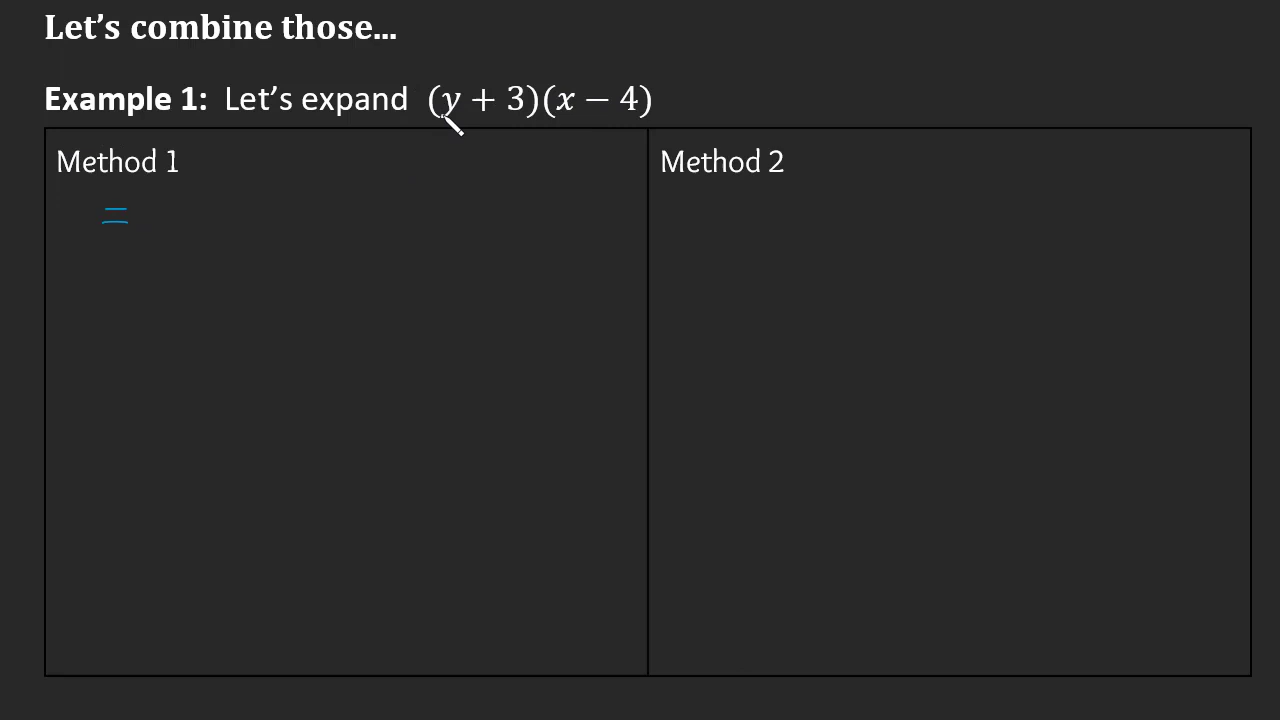 Let’s combine those…
Example 1: Let’s expand (𝑦 + 3)(𝑥 − 4)
Method 1
Method 2
=